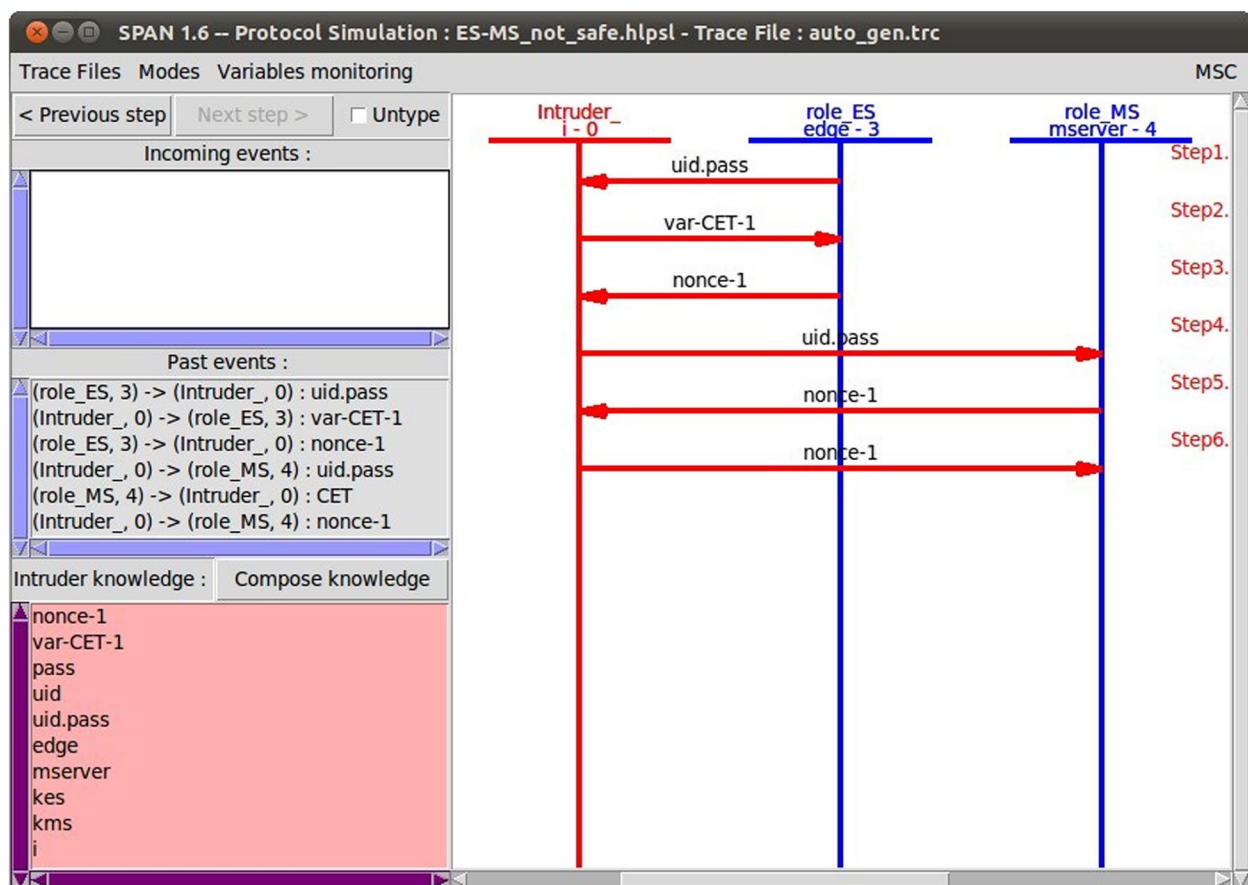 SPAN 1.6 -- Protocol Simulation : ES-MS_not_safe.hlpsl - Trace File : auto_gen.trc
Trace Files Modes Variables monitoring MSC
< Previous step Next step > Untype
Incoming events :
Past events :
(role_ES, 3) -> (Intruder_, 0) : uid.pass
(Intruder_, 0) -> (role_ES, 3) : var-CET-1
(role_ES, 3) -> (Intruder_, 0) : nonce-1
(Intruder_, 0) -> (role_MS, 4) : uid.pass
(role_MS, 4) -> (Intruder_, 0) : CET
(Intruder_, 0) -> (role_MS, 4) : nonce-1
Intruder knowledge : Compose knowledge
nonce-1
var-CET-1
pass
uid
uid.pass
edge
mserver
kes
kms
i
Intruder_ role_ES role_MS
i - 0 edge - 3 mserver - 4
Step1.
uid.pass
Step2.
var-CET-1
Step3.
nonce-1
Step4.
uid.pass
Step5.
nonce-1
Step6.
nonce-1